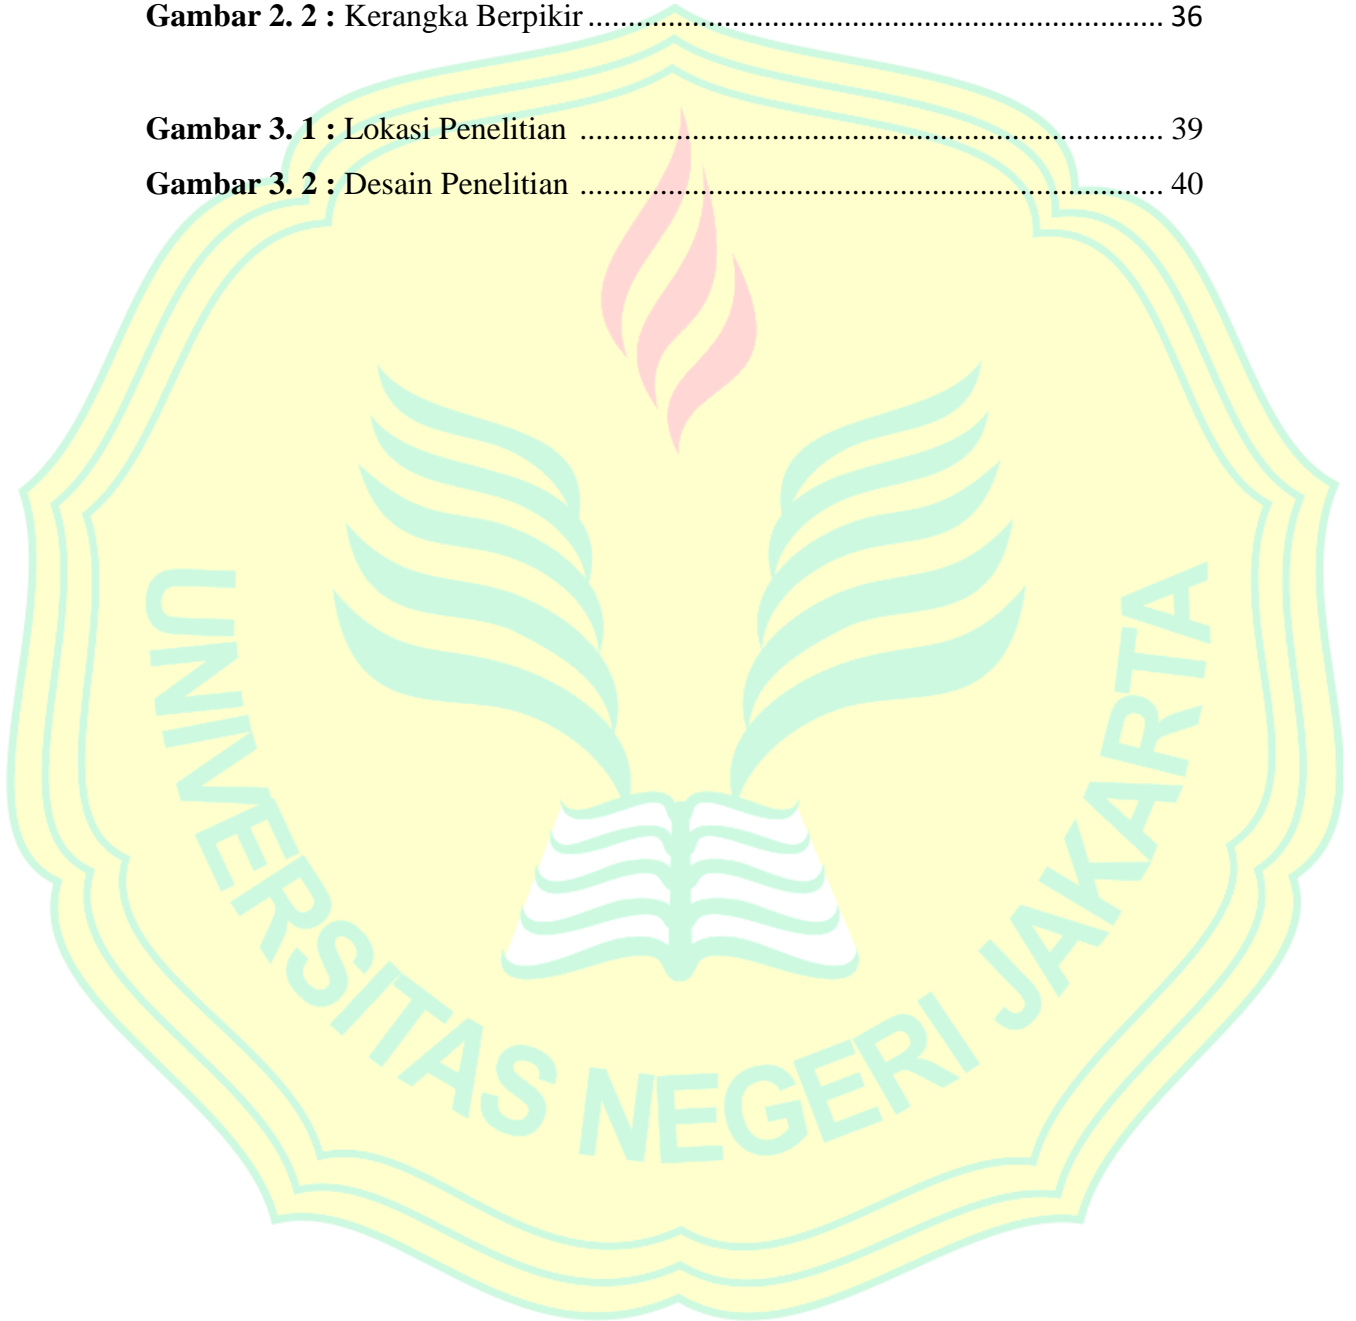 Gambar 2. 2 : Kerangka Berpikir ........................................................................ 36
Gambar 3. 1 : Lokasi Penelitian ......................................................................... 39
Gambar 3. 2 : Desain Penelitian ......................................................................... 40
UNIVERSITAS NEGERI JAKARTA